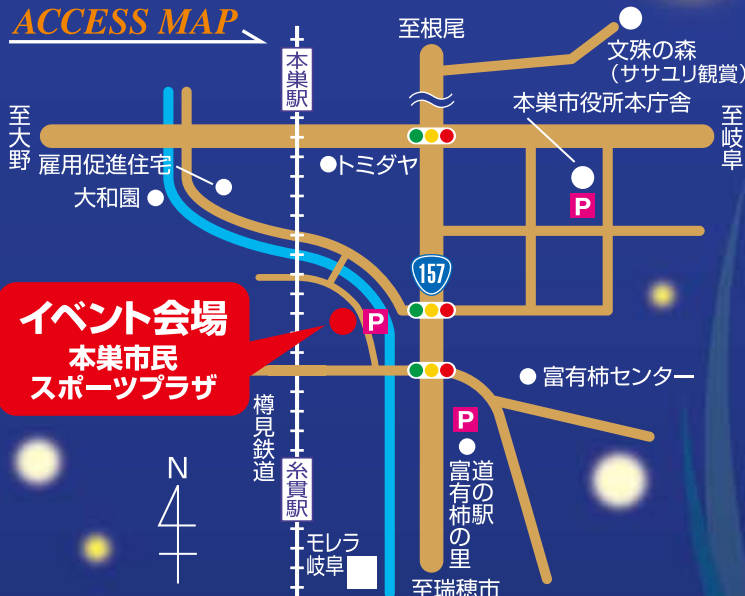 ACCESS MAP
至根尾
文殊の森
(ササユリ観賞)
本巣駅
本巣市役所本庁舎
至大野
至岐阜
雇用促進住宅
トミダヤ
大和園
P
157
イベント会場
本巣市民
スポーツプラザ
P
富有柿センター
樽見鉄道
P
道の駅
富有柿の里
N
糸貫駅
モレラ
岐阜
至瑞穂市